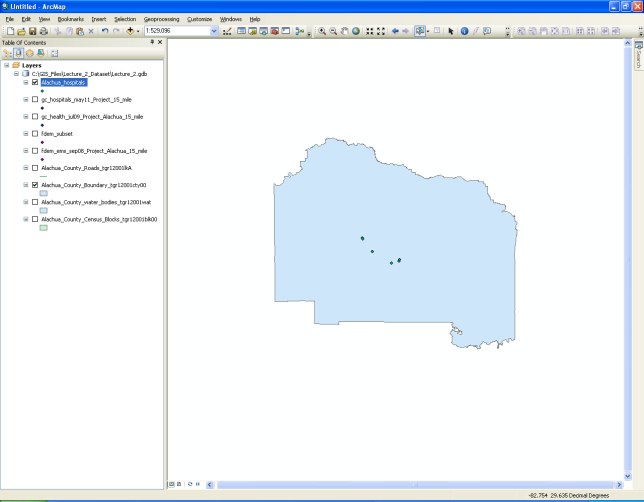 Untitled - ArcMap
File Edit View Bookmarks Insert Selection Geoprocessing Customize Windows Help
1:529,096
Table Of Contents
Search
Layers
C:\GIS_Files\Lecture_2_Dataset\Lecture_2.gdb
Alachua_hospitals
gc_hospitals_may11_Project_15_mile
gc_health_jul09_Project_Alachua_15_mile
fdem_subset
fdem_ems_sep08_Project_Alachua_15_mile
Alachua_County_Roads_tgr12001lkA
Alachua_County_Boundary_tgr12001cty00
Alachua_County_water_bodies_tgr12001wat
Alachua_County_Census_Blocks_tgr12001blk00
-82.754 29.635 Decimal Degrees